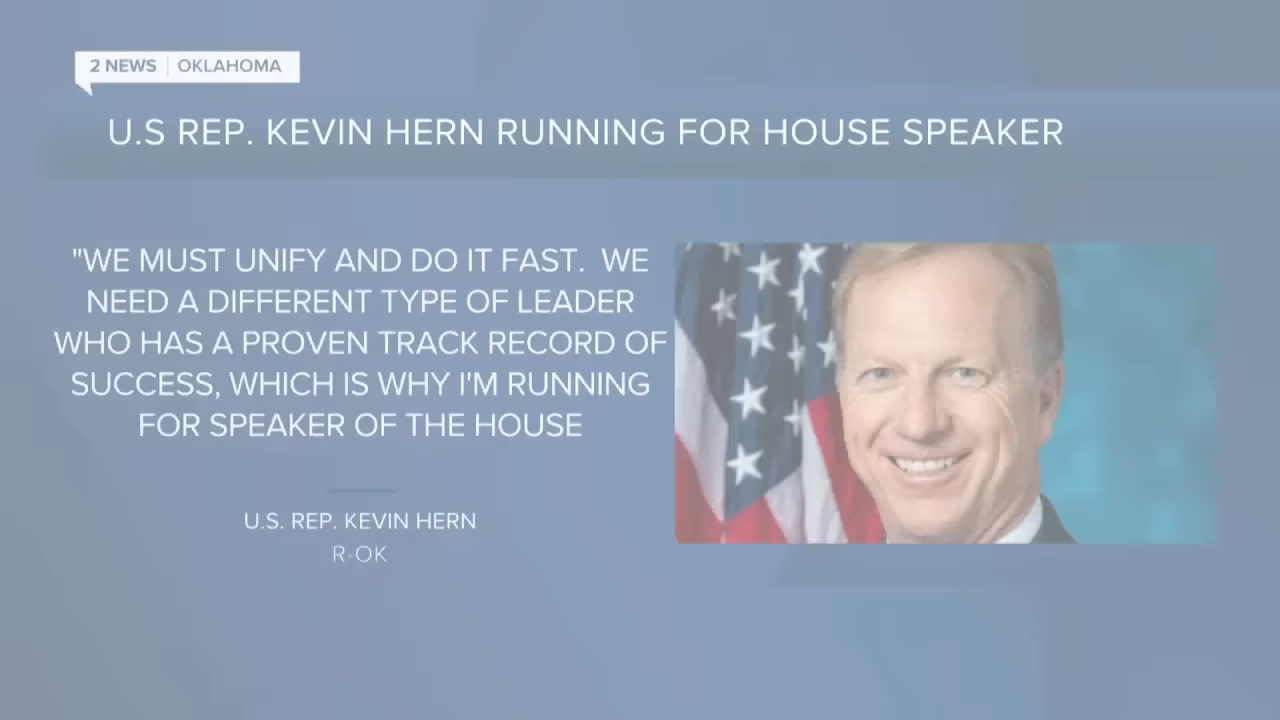 2 NEWS | OKLAHOMA
U.S REP. KEVIN HERN RUNNING FOR HOUSE SPEAKER
"WE MUST UNIFY AND DO IT FAST.  WE
NEED A DIFFERENT TYPE OF LEADER
WHO HAS A PROVEN TRACK RECORD OF
SUCCESS, WHICH IS WHY I'M RUNNING
FOR SPEAKER OF THE HOUSE
U.S. REP. KEVIN HERN
R-OK